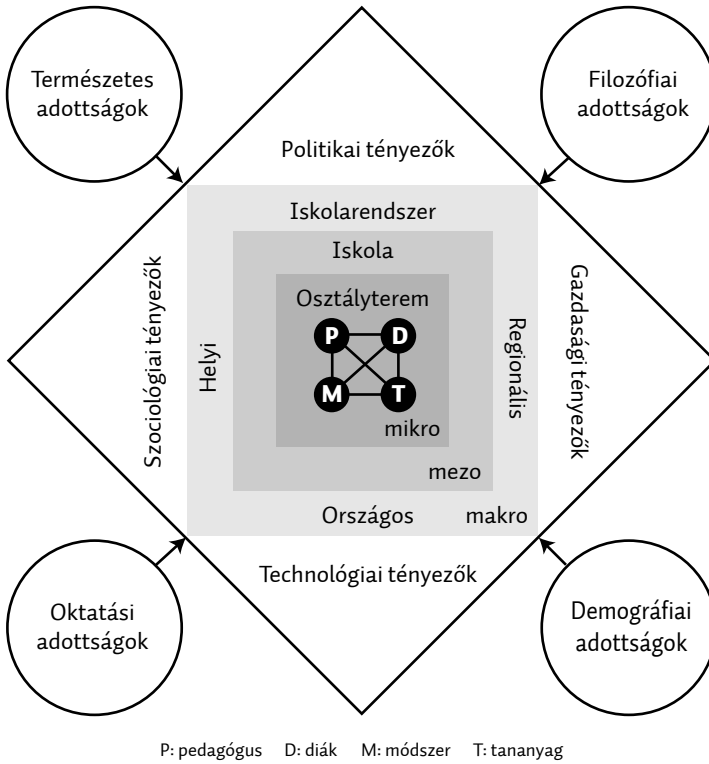 Természetes
adottságok
Filozófiai
adottságok
Politikai tényezők
Iskolarendszer
Iskola
Osztályterem
P D
M T
mikro
mezo
Országos makro
Helyi
Regionális
Szociológiai tényezők
Gazdasági tényezők
Technológiai tényezők
Oktatási
adottságok
Demográfiai
adottságok
P: pedagógus D: diák M: módszer T: tananyag